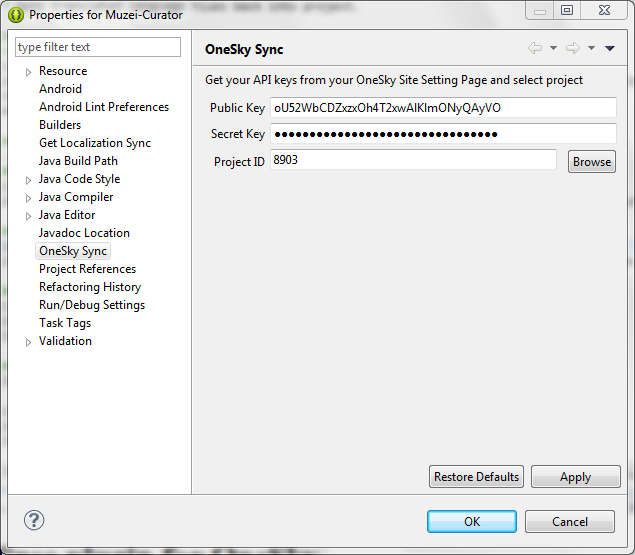 Properties for Muzei-Curator
type filter text
Resource
Android
Android Lint Preferences
Builders
Get Localization Sync
Java Build Path
Java Code Style
Java Compiler
Java Editor
Javadoc Location
OneSky Sync
Project References
Refactoring History
Run/Debug Settings
Task Tags
Validation
OneSky Sync
Get your API keys from your OneSky Site Setting Page and select project
Public Key oU52WbCDZxzxOh4T2xwAIKlmONyQAyVO
Secret Key ●●●●●●●●●●●●●●●●●●●●●●●●●●●●●●●●
Project ID 8903 Browse
Restore Defaults Apply
OK Cancel